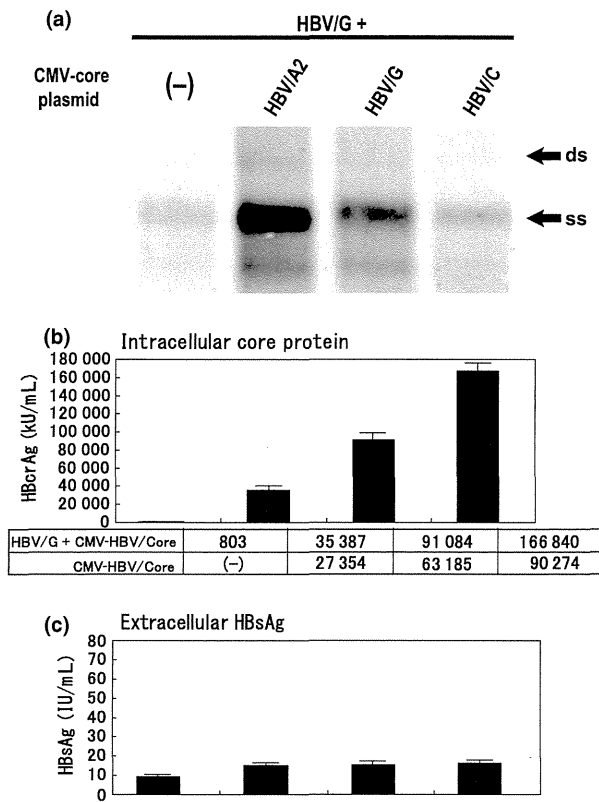 (a)
HBV/G +
CMV-core
plasmid
(–)
HBV/A2
HBV/G
HBV/C
ds
ss
(b)
Intracellular core protein
HBcrAg (kU/mL)
180 000
160 000
140 000
120 000
100 000
80 000
60 000
40 000
20 000
0
HBV/G + CMV-HBV/Core 803 35 387 91 084 166 840
CMV-HBV/Core (–) 27 354 63 185 90 274
(c)
Extracellular HBsAg
HBsAg (IU/mL)
80
70
60
50
40
30
20
10
0